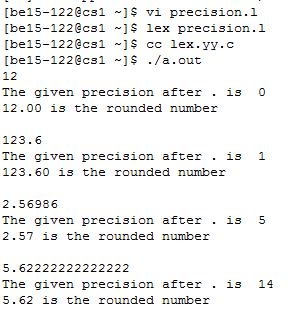 [be15-122@cs1 ~]$ vi precision.l
[be15-122@cs1 ~]$ lex precision.l
[be15-122@cs1 ~]$ cc lex.yy.c
[be15-122@cs1 ~]$ ./a.out
12
The given precision after . is  0
12.00 is the rounded number
123.6
The given precision after . is  1
123.60 is the rounded number
2.56986
The given precision after . is  5
2.57 is the rounded number
5.62222222222222
The given precision after . is  14
5.62 is the rounded number